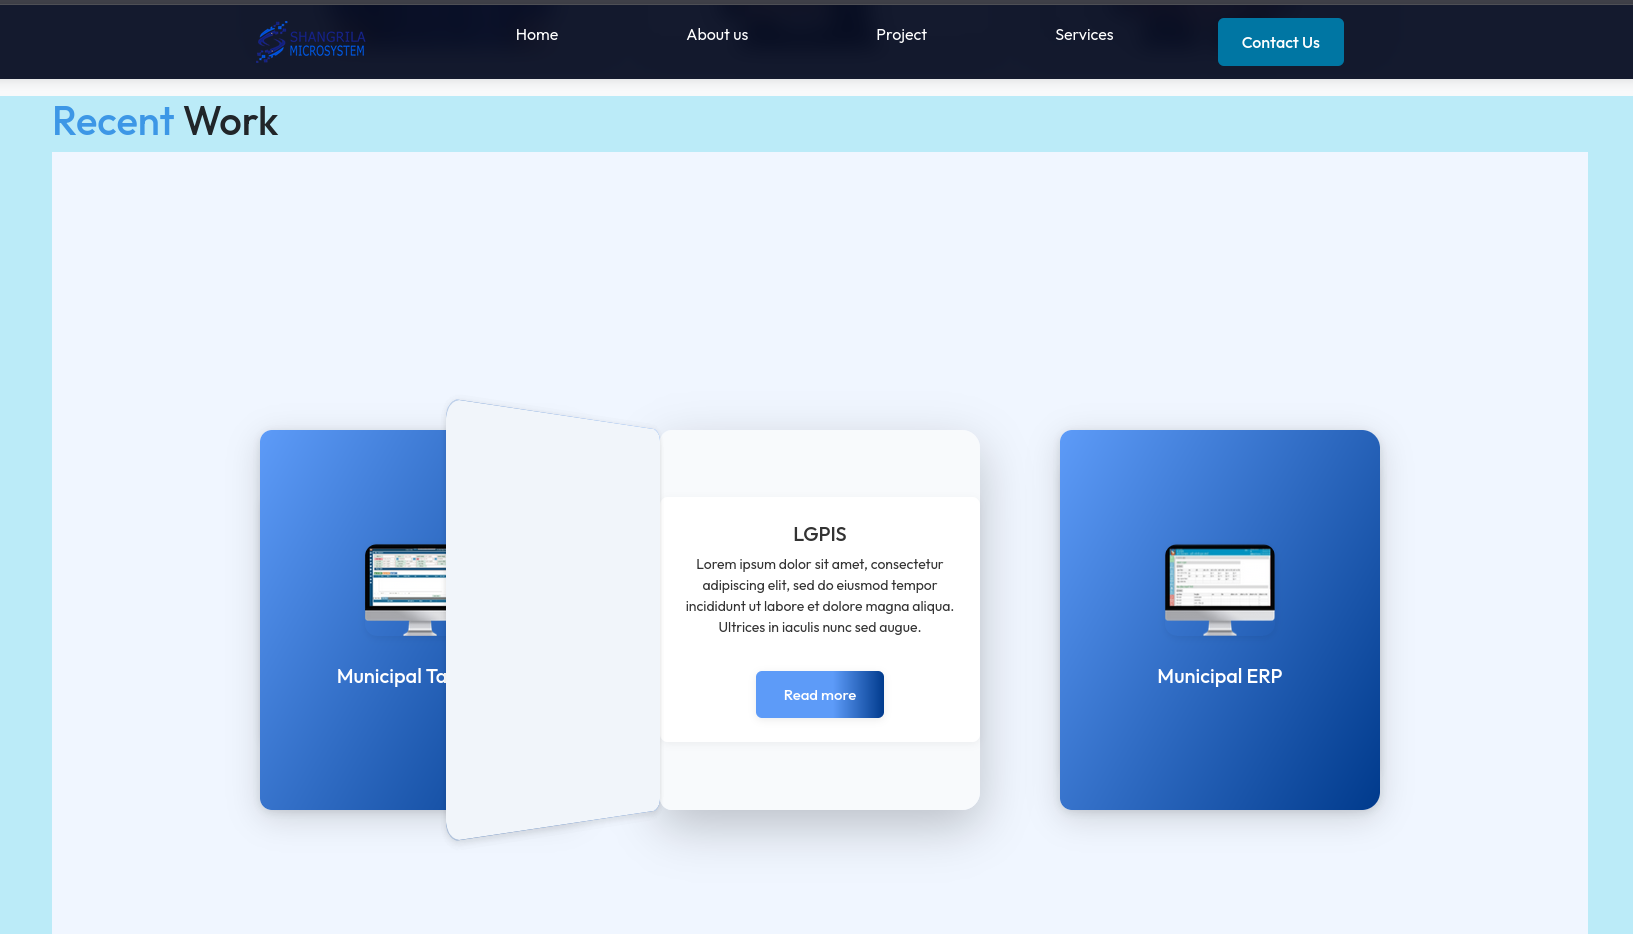 SHANGRILA
MICROSYSTEM
Home
About us
Project
Services
Contact Us
Recent Work
Municipal Ta
LGPIS
Lorem ipsum dolor sit amet, consectetur
adipiscing elit, sed do eiusmod tempor
incididunt ut labore et dolore magna aliqua.
Ultrices in iaculis nunc sed augue.
Read more
Municipal ERP